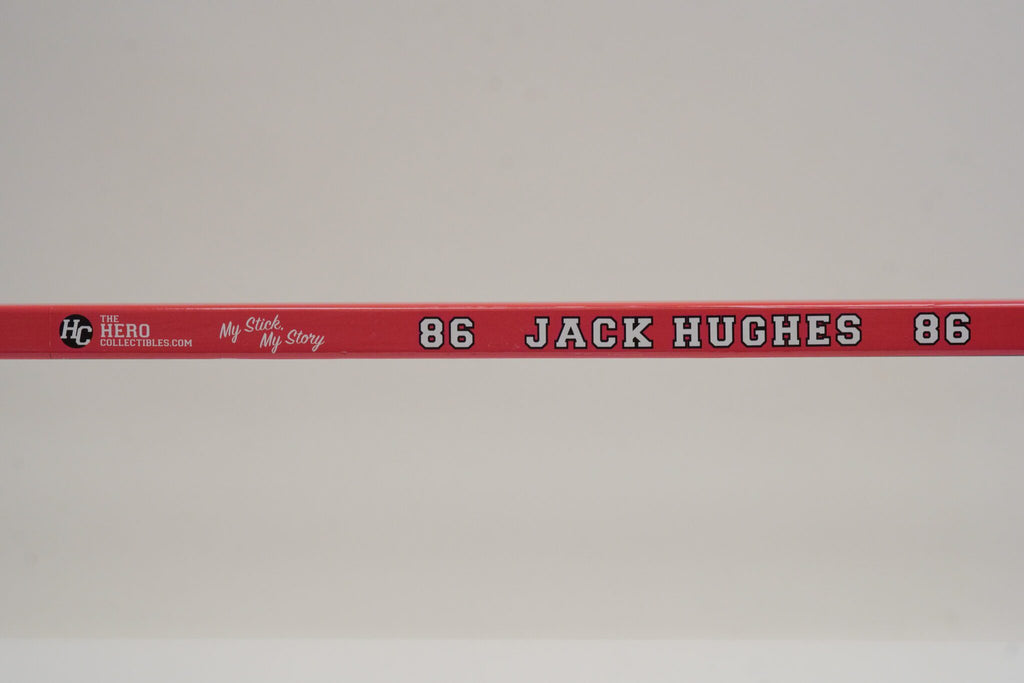 HC
THE
HERO
COLLECTIBLES.COM
My Stick,
My Story
86 JACK HUGHES 86